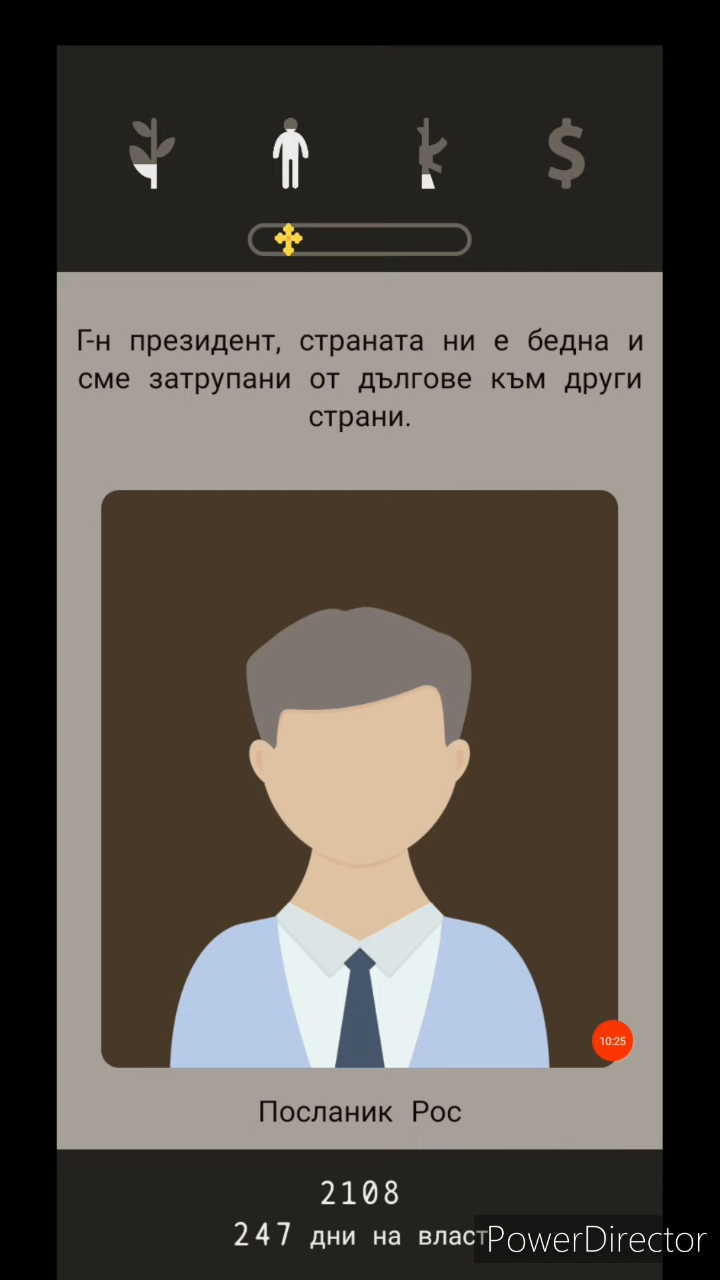 Г-н президент, страната ни е бедна и
сме затрупани от дългове към други
страни.
10:25
Посланик Рос
2108
247 дни на власт
PowerDirector